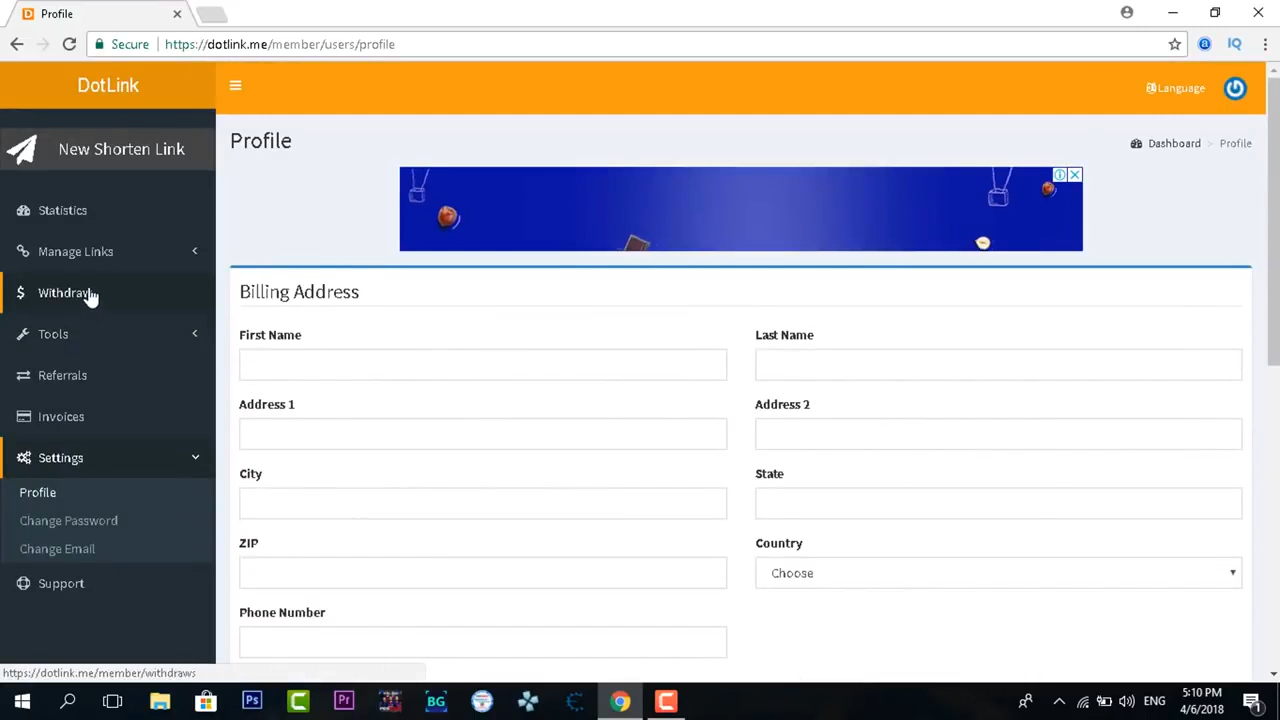 Profile
Secure
https://dotlink.me/member/users/profile
DotLink
Language
New Shorten Link
Profile
Dashboard > Profile
Statistics
Manage Links
Withdraw
Tools
Referrals
Invoices
Settings
Profile
Change Password
Change Email
Support
Billing Address
First Name
Last Name
Address 1
Address 2
City
State
ZIP
Country
Choose
Phone Number
https://dotlink.me/member/withdraws
Ps
Pr
BG
ENG
5:10 PM
4/6/2018